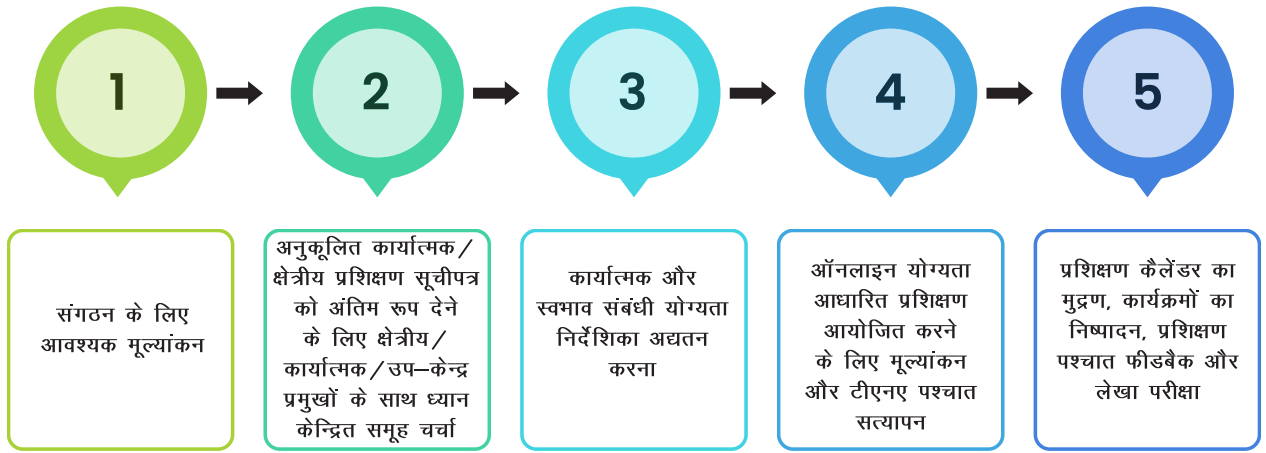 1
2
3
4
5
संगठन के लिए
आवश्यक मूल्यांकन
अनुकूलित कार्यात्मक/
क्षेत्रीय प्रशिक्षण सूचीपत्र
को अंतिम रूप देने
के लिए क्षेत्रीय/
कार्यात्मक/उप–केन्द्र
प्रमुखों के साथ ध्यान
केन्द्रित समूह चर्चा
कार्यात्मक और
स्वभाव संबंधी योग्यता
निर्देशिका अद्यतन
करना
ऑनलाइन योग्यता
आधारित प्रशिक्षण
आयोजित करने
के लिए मूल्यांकन
और टीएनए पश्चात
सत्यापन
प्रशिक्षण कैलेंडर का
मुद्रण, कार्यक्रमों का
निष्पादन, प्रशिक्षण
पश्चात फीडबैक और
लेखा परीक्षा